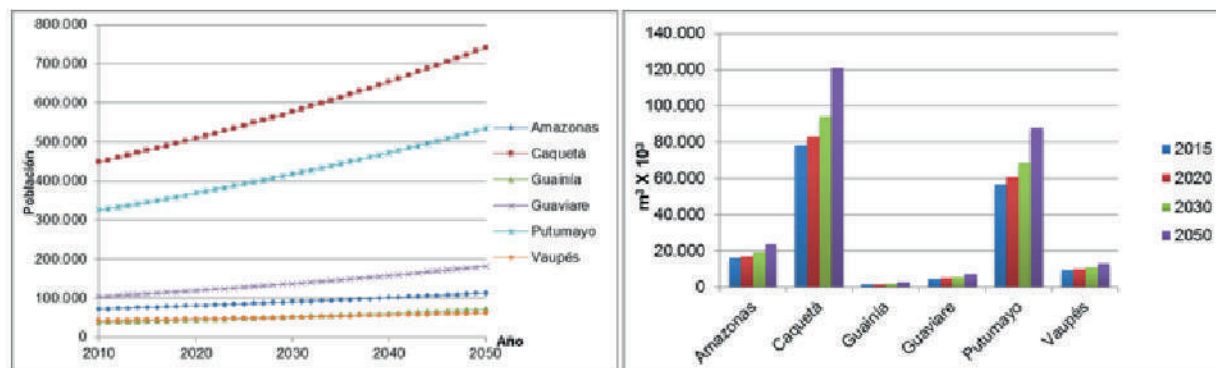 800.000
700.000
600.000
500.000
400.000
300.000
200.000
100.000
0
Población
2010 2020 2030 2040 2050
Año
Amazonas
Caquetá
Guainía
Guaviare
Putumayo
Vaupés
140.000
120.000
100.000
80.000
60.000
40.000
20.000
0
m³ X 10³
Amazonas
Caquetá
Guainía
Guaviare
Putumayo
Vaupés
2015
2020
2030
2050